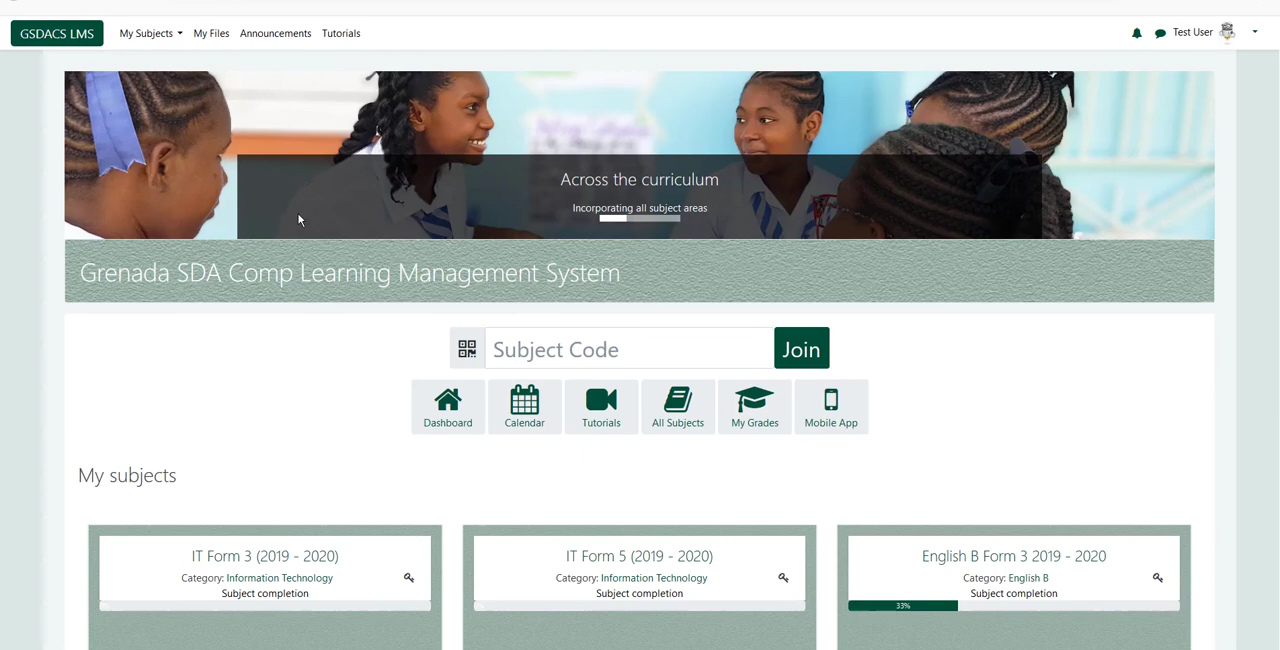 GSDACS LMS My Subjects My Files Announcements Tutorials Test User
Across the curriculum
Incorporating all subject areas
Grenada SDA Comp Learning Management System
Subject Code Join
Dashboard Calendar Tutorials All Subjects My Grades Mobile App
My subjects
IT Form 3 (2019 - 2020)
Category: Information Technology
Subject completion
IT Form 5 (2019 - 2020)
Category: Information Technology
Subject completion
English B Form 3 2019 - 2020
Category: English B
Subject completion
33%